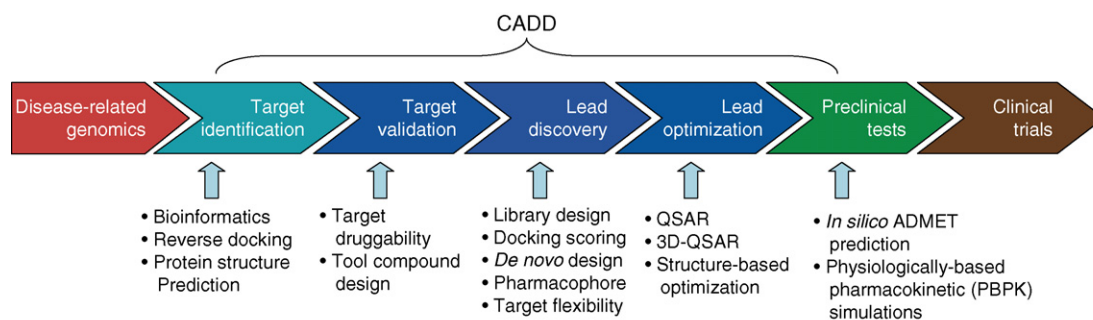 CADD
Disease-related
genomics
Target
identification
Target
validation
Lead
discovery
Lead
optimization
Preclinical
tests
Clinical
trials
• Bioinformatics
• Reverse docking
• Protein structure
Prediction
• Target
druggability
• Tool compound
design
• Library design
• Docking scoring
• De novo design
• Pharmacophore
• Target flexibility
• QSAR
• 3D-QSAR
• Structure-based
optimization
• In silico ADMET
prediction
• Physiologically-based
pharmacokinetic (PBPK)
simulations